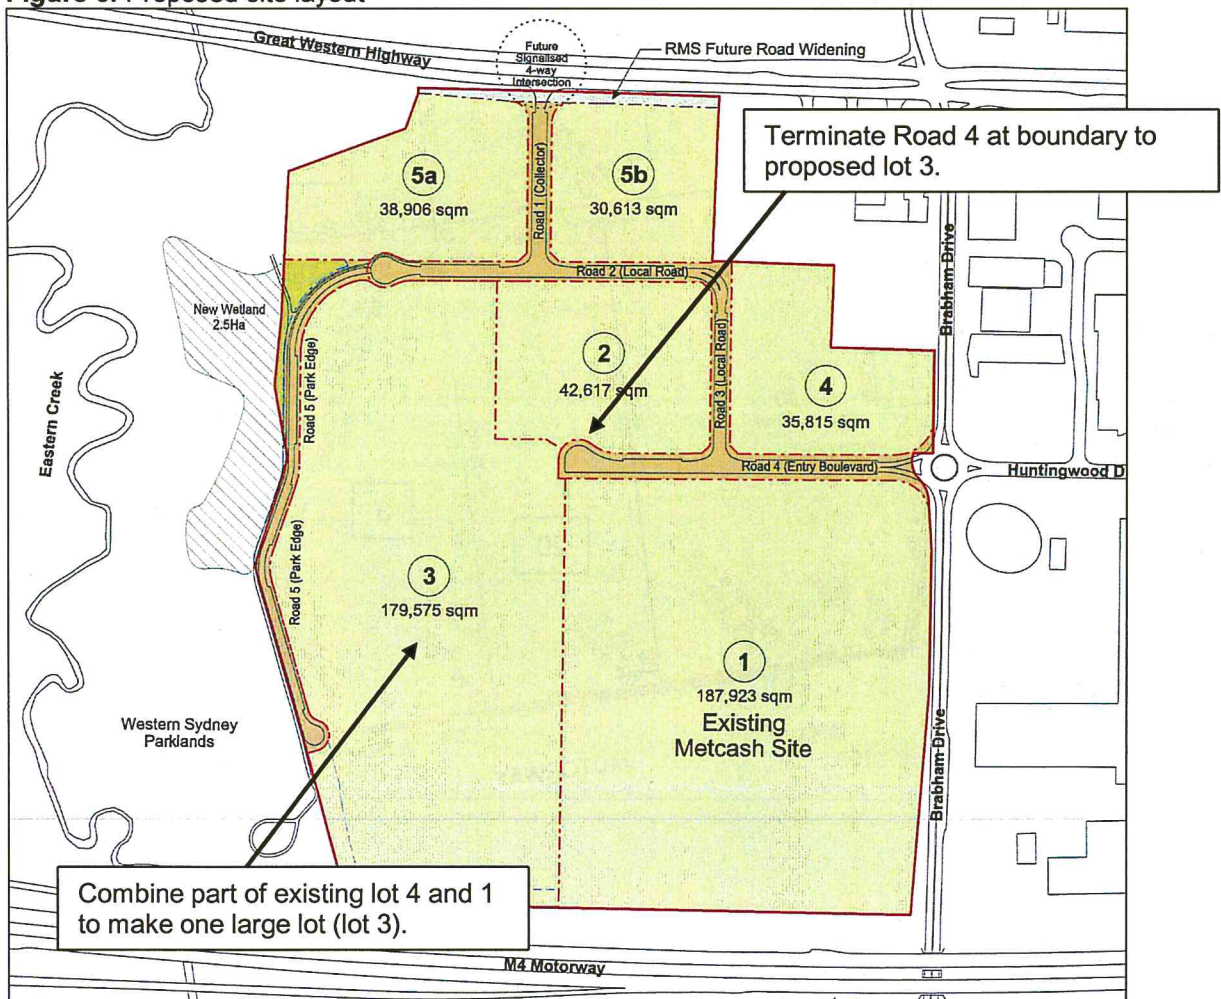 Figure 3: Proposed site layout
Great Western Highway
Future
Signalised
4-way
Intersection
RMS Future Road Widening
Terminate Road 4 at boundary to
proposed lot 3.
5a
38,906 sqm
Road 1 (Collector)
5b
30,613 sqm
Road 2 (Local Road)
Brabham Drive
New Wetland
2.5Ha
Eastern Creek
Road 5 (Park Edge)
2
42,617 sqm
Road 3 (Local Road)
4
35,815 sqm
Road 4 (Entry Boulevard)
Huntingwood D
Road 5 (Park Edge)
3
179,575 sqm
1
187,923 sqm
Existing
Metcash Site
Western Sydney
Parklands
Brabham Drive
Combine part of existing lot 4 and 1
to make one large lot (lot 3).
M4 Motorway